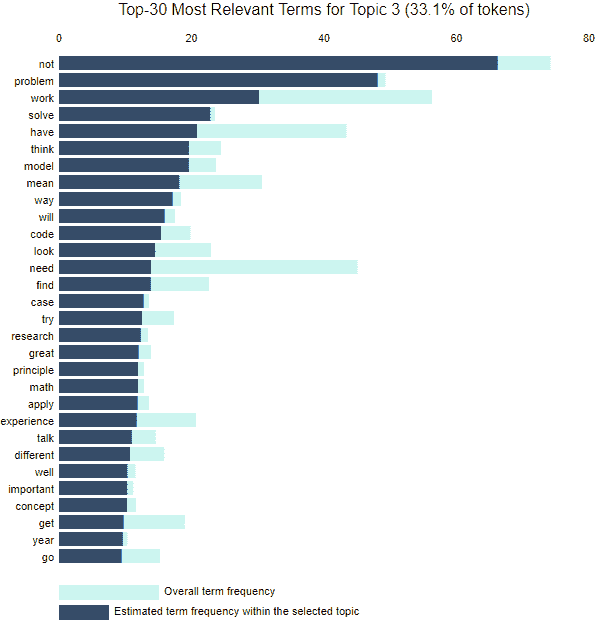 Top-30 Most Relevant Terms for Topic 3 (33.1% of tokens)
0 20 40 60 80
not
problem
work
solve
have
think
model
mean
way
will
code
look
need
find
case
try
research
great
principle
math
apply
experience
talk
different
well
important
concept
get
year
go
Overall term frequency
Estimated term frequency within the selected topic